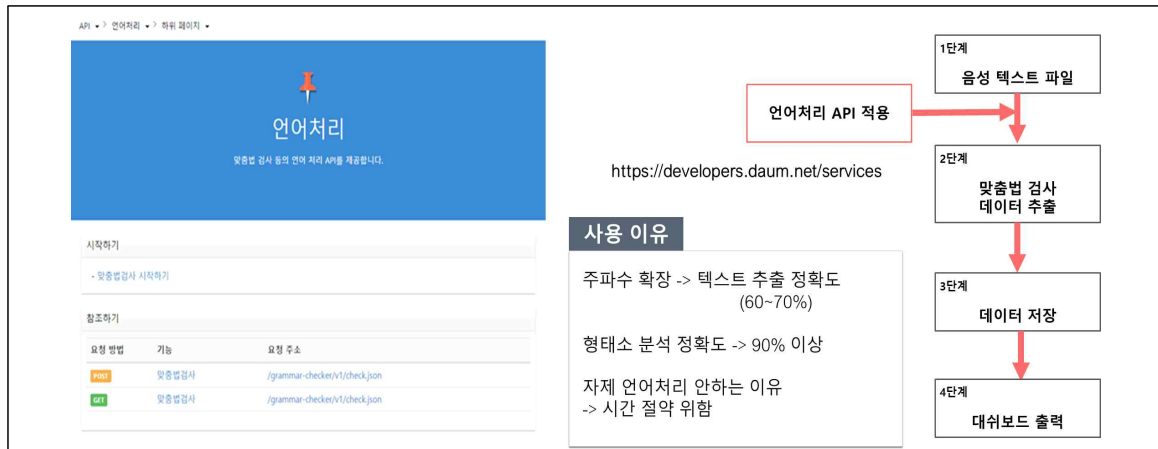 API > 언어처리 > 하위 페이지
언어처리
맞춤법 검사 등의 언어 처리 API를 제공합니다.
시작하기
- 맞춤법검사 시작하기
참조하기
요청 방법 기능 요청 주소
POST 맞춤법검사 /grammar-checker/v1/check.json
GET 맞춤법검사 /grammar-checker/v1/check.json
언어처리 API 적용
https://developers.daum.net/services
사용 이유
주파수 확장 -> 텍스트 추출 정확도
(60~70%)
형태소 분석 정확도 -> 90% 이상
자제 언어처리 안하는 이유
-> 시간 절약 위함
1단계
음성 텍스트 파일
2단계
맞춤법 검사
데이터 추출
3단계
데이터 저장
4단계
대쉬보드 출력